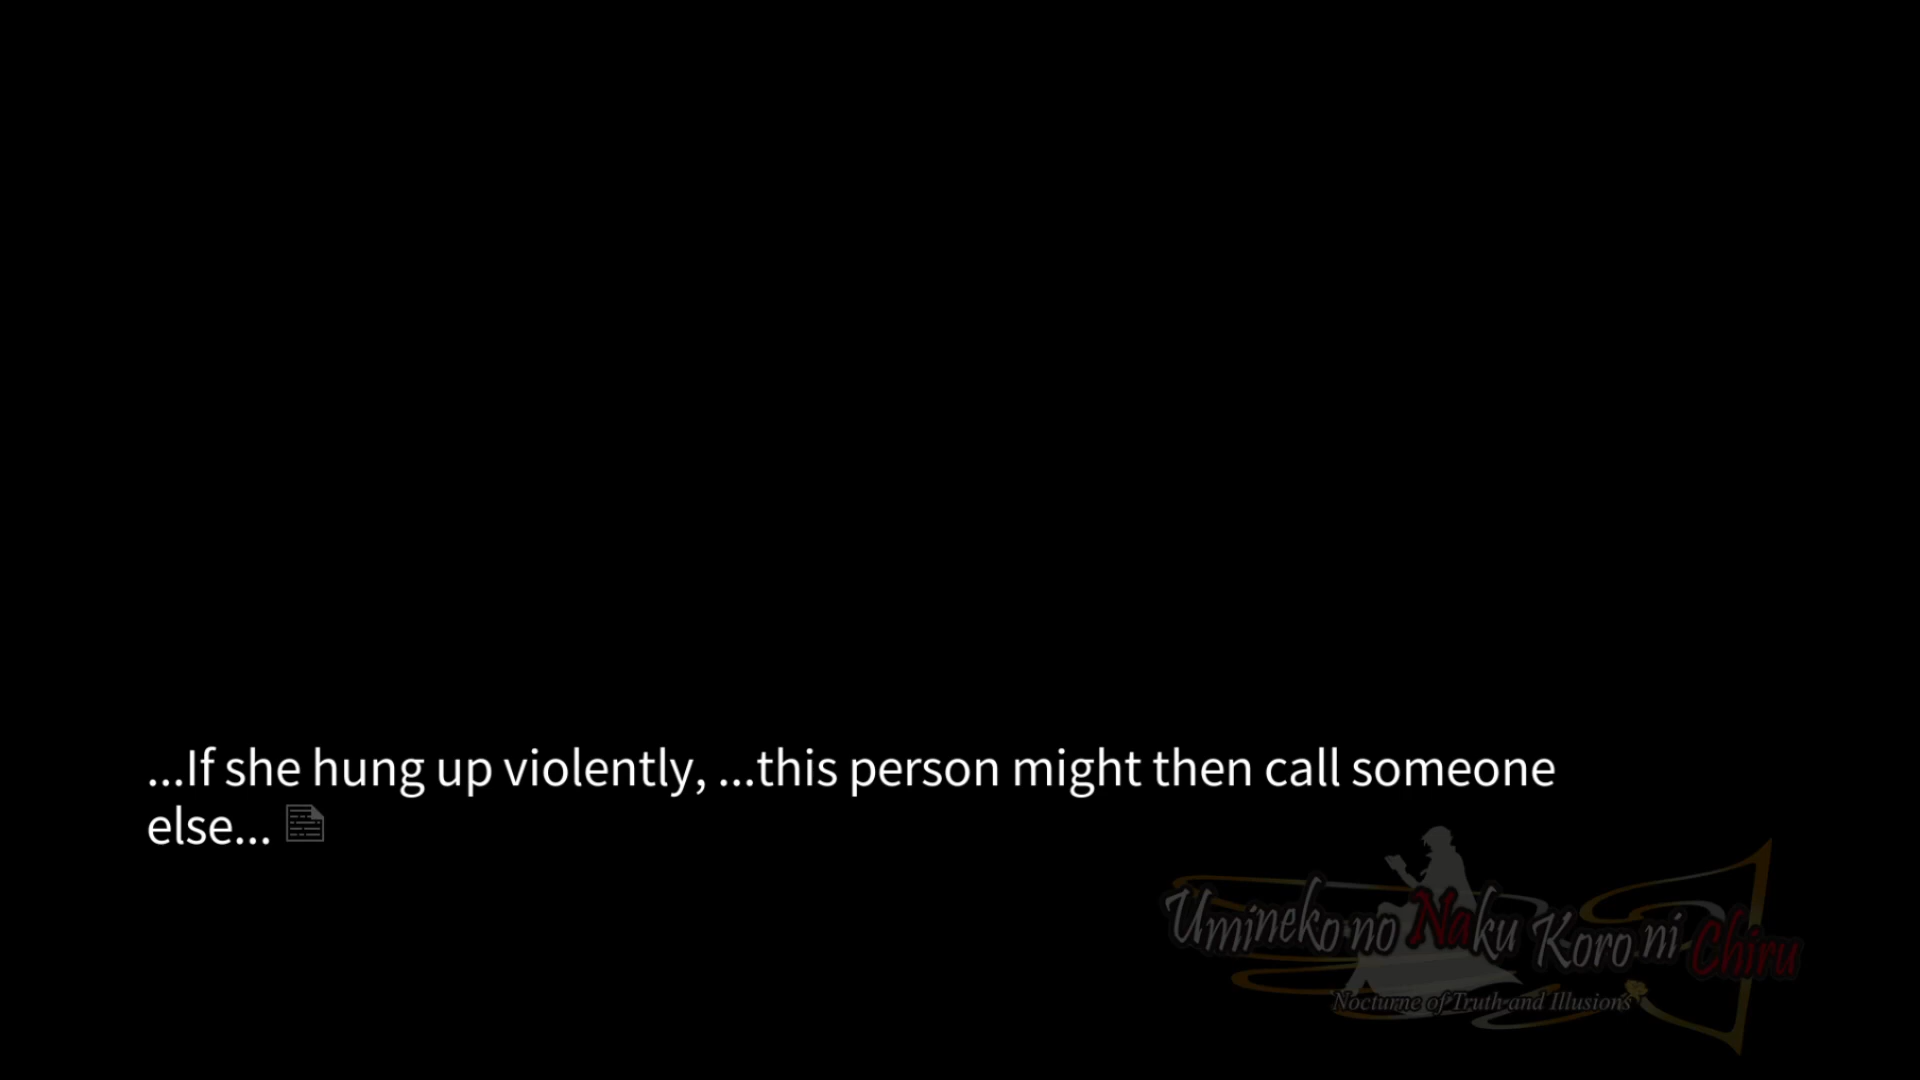 ...If she hung up violently, ...this person might then call someone
else...
Umineko no Naku Koro ni Chiru
Nocturne of Truth and Illusions